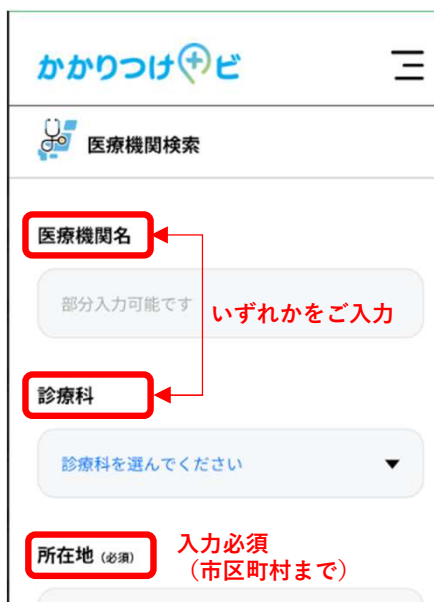 かかりつけナビ
医療機関検索
医療機関名
部分入力可能です
いずれかをご入力
診療科
診療科を選んでください
所在地 (必須)
入力必須
（市区町村まで）